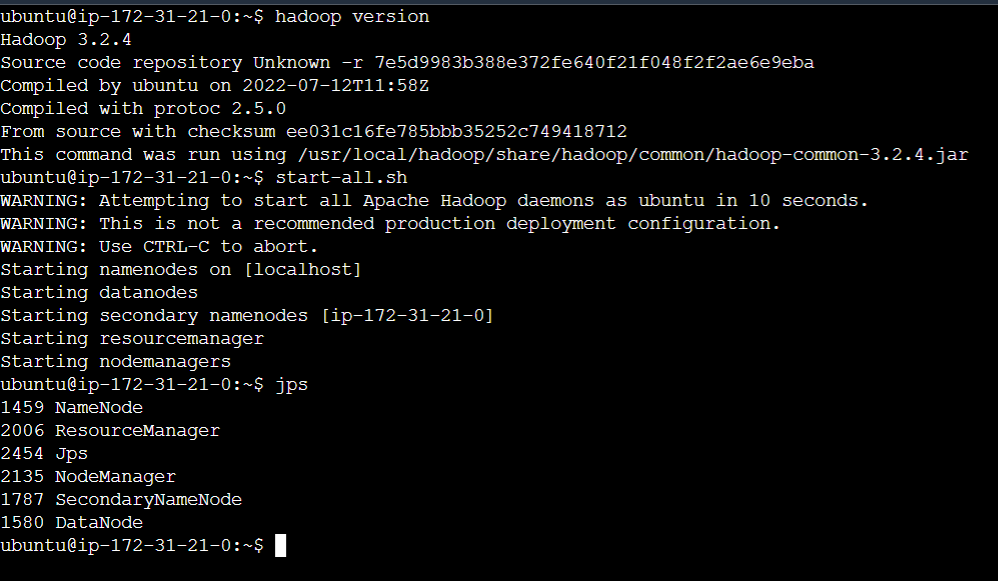 ubuntu@ip-172-31-21-0:~$ hadoop version
Hadoop 3.2.4
Source code repository Unknown -r 7e5d9983b388e372fe640f21f048f2f2ae6e9eba
Compiled by ubuntu on 2022-07-12T11:58Z
Compiled with protoc 2.5.0
From source with checksum ee031c16fe785bbb35252c749418712
This command was run using /usr/local/hadoop/share/hadoop/common/hadoop-common-3.2.4.jar
ubuntu@ip-172-31-21-0:~$ start-all.sh
WARNING: Attempting to start all Apache Hadoop daemons as ubuntu in 10 seconds.
WARNING: This is not a recommended production deployment configuration.
WARNING: Use CTRL-C to abort.
Starting namenodes on [localhost]
Starting datanodes
Starting secondary namenodes [ip-172-31-21-0]
Starting resourcemanager
Starting nodemanagers
ubuntu@ip-172-31-21-0:~$ jps
1459 NameNode
2006 ResourceManager
2454 Jps
2135 NodeManager
1787 SecondaryNameNode
1580 DataNode
ubuntu@ip-172-31-21-0:~$